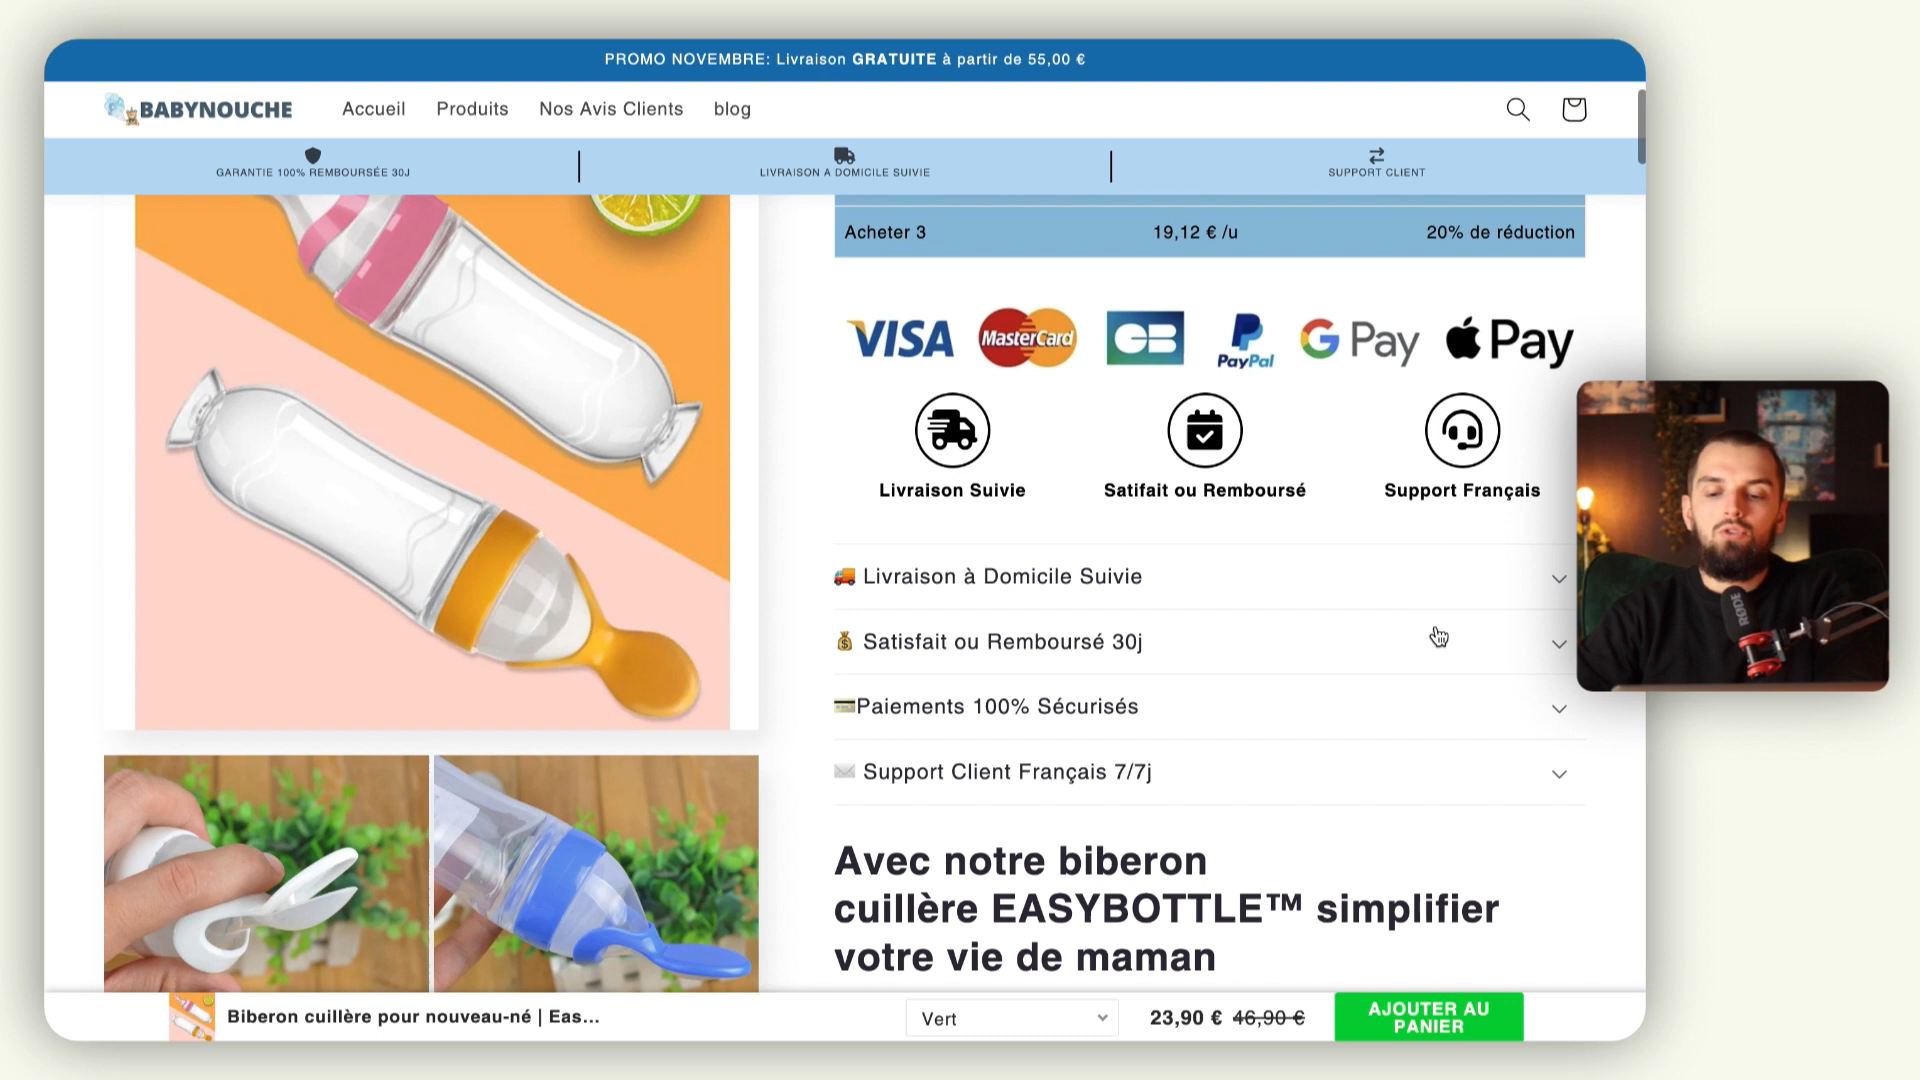 PROMO NOVEMBRE: Livraison GRATUITE à partir de 55,00 €
BABYNOUCHE
Accueil
Produits
Nos Avis Clients
blog
GARANTIE 100% REMBOURSÉE 30J
LIVRAISON A DOMICILE SUIVIE
SUPPORT CLIENT
Acheter 3
19,12 € /u
20% de réduction
VISA
MasterCard
CB
PayPal
G Pay
Pay
Livraison Suivie
Satifait ou Remboursé
Support Français
Livraison à Domicile Suivie
Satisfait ou Remboursé 30j
Paiements 100% Sécurisés
Support Client Français 7/7j
Avec notre biberon
cuillère EASYBOTTLE™ simplifier
votre vie de maman
RØDE
Biberon cuillère pour nouveau-né | Eas...
Vert
23,90 € 46,90 €
AJOUTER AU
PANIER